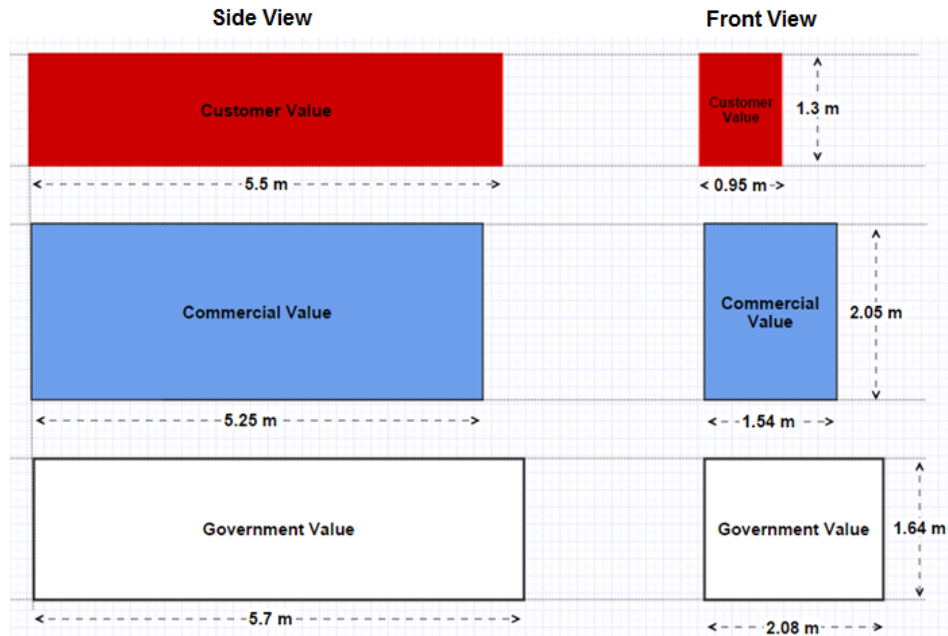 Side View
Front View
Customer Value
Customer
Value
1.3 m
5.5 m
0.95 m
Commercial Value
Commercial
Value
2.05 m
5.25 m
1.54 m
Government Value
Government Value
1.64 m
5.7 m
2.08 m